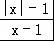 |x| − 1
x − 1